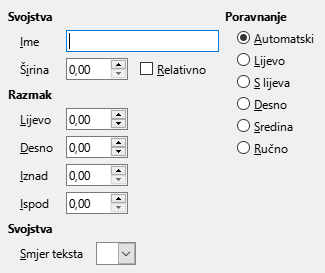 Svojstva
Ime
Širina 0,00 Relativno
Razmak
Lijevo 0,00
Desno 0,00
Iznad 0,00
Ispod 0,00
Svojstva
Smjer teksta
Poravnanje
Automatski
Lijevo
S lijeva
Desno
Sredina
Ručno